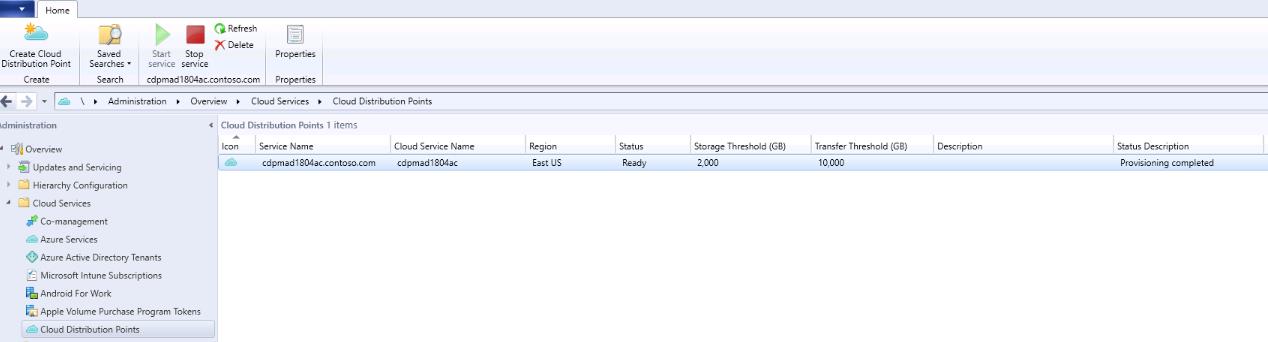 Home
Create Cloud
Distribution Point
Saved
Searches
Start
service
Stop
service
Refresh
Delete
Properties
Create
Search
cdpmad1804ac.contoso.com
Properties
\ Administration Overview Cloud Services Cloud Distribution Points
Administration
Overview
Updates and Servicing
Hierarchy Configuration
Cloud Services
Co-management
Azure Services
Azure Active Directory Tenants
Microsoft Intune Subscriptions
Android For Work
Apple Volume Purchase Program Tokens
Cloud Distribution Points
Cloud Distribution Points 1 items
Icon Service Name Cloud Service Name Region Status Storage Threshold (GB) Transfer Threshold (GB) Description Status Description
cdpmad1804ac.contoso.com cdpmad1804ac East US Ready 2,000 10,000 Provisioning completed